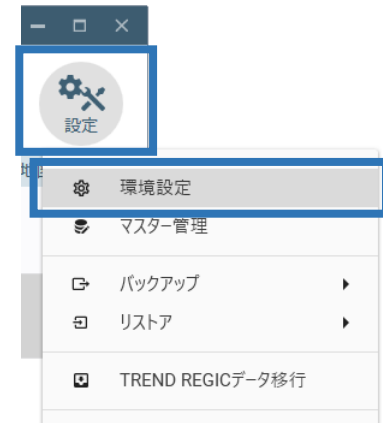 設定
環境設定
マスター管理
バックアップ
リストア
TREND REGICデータ移行